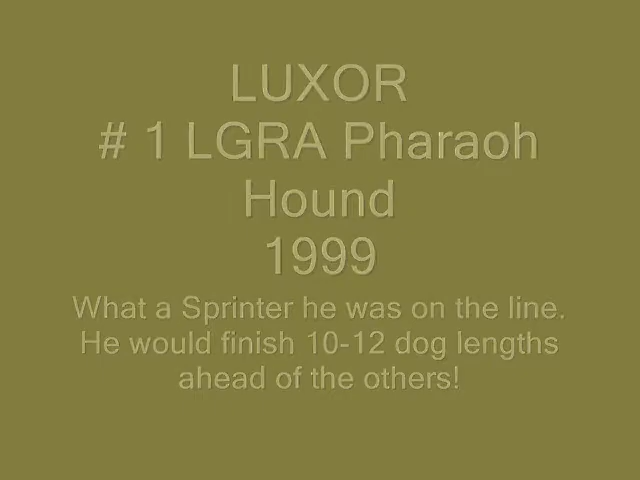 LUXOR
# 1 LGRA Pharaoh
Hound
1999
What a Sprinter he was on the line.
He would finish 10-12 dog lengths
ahead of the others!